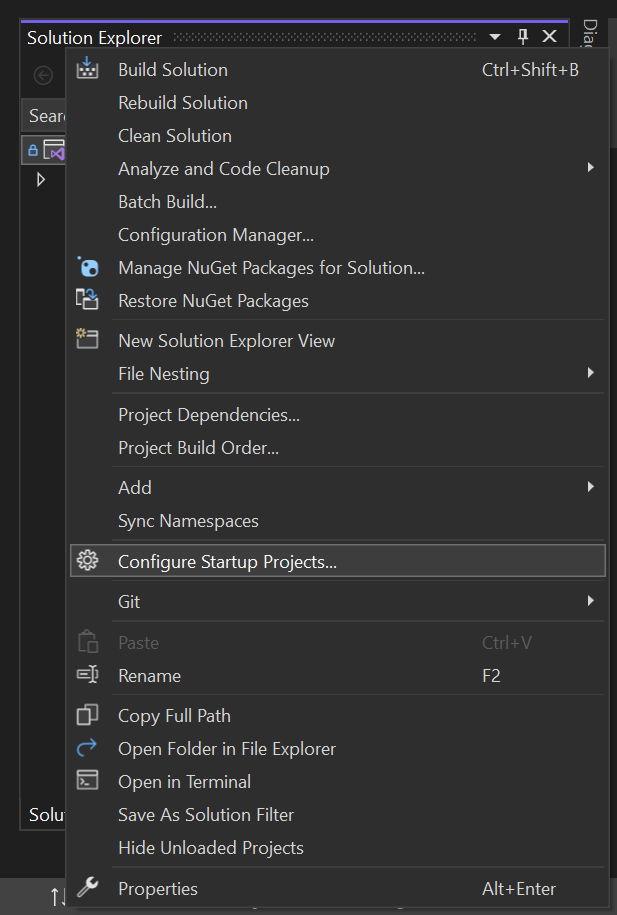 Solution Explorer
Build Solution Ctrl+Shift+B
Rebuild Solution
Clean Solution
Analyze and Code Cleanup
Batch Build...
Configuration Manager...
Manage NuGet Packages for Solution...
Restore NuGet Packages
New Solution Explorer View
File Nesting
Project Dependencies...
Project Build Order...
Add
Sync Namespaces
Configure Startup Projects...
Git
Paste Ctrl+V
Rename F2
Copy Full Path
Open Folder in File Explorer
Open in Terminal
Save As Solution Filter
Hide Unloaded Projects
Properties Alt+Enter